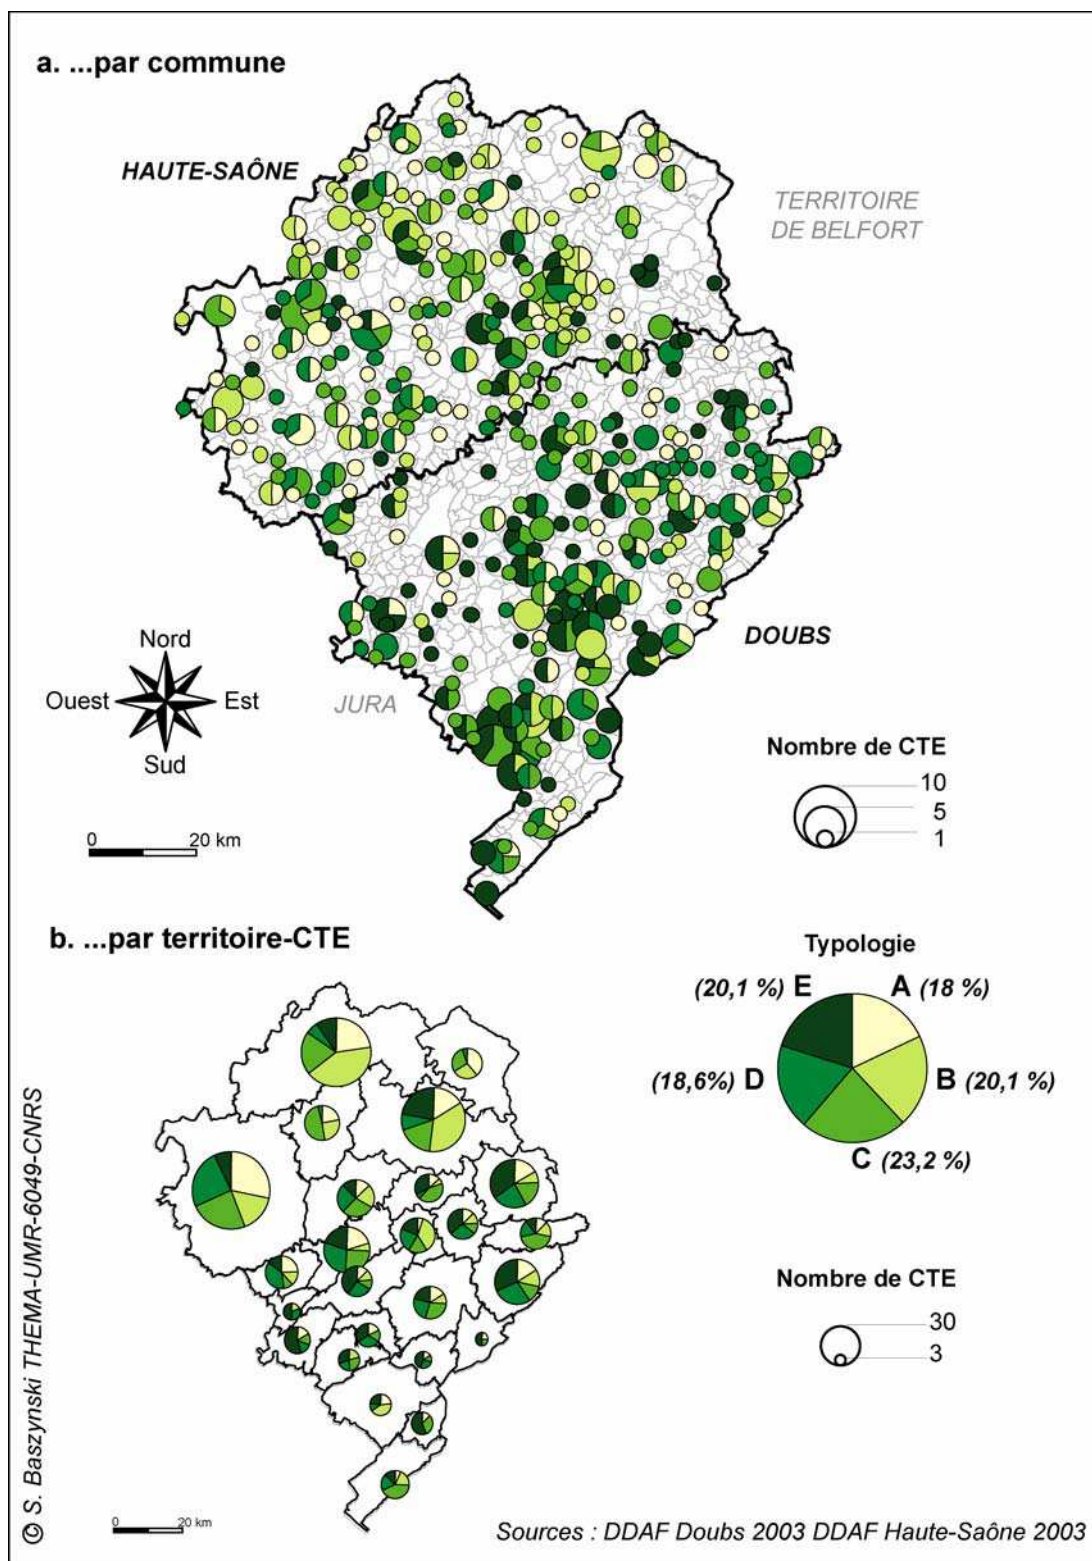 a. ...par commune
HAUTE-SAÔNE
TERRITOIRE
DE BELFORT
Nord
Ouest
Est
Sud
JURA
DOUBS
0
20 km
Nombre de CTE
10
5
1
b. ...par territoire-CTE
Typologie
(20,1 %) E
A (18 %)
(18,6%) D
B (20,1 %)
C (23,2 %)
Nombre de CTE
30
3
0
20 km
© S. Baszynski THEMA-UMR-6049-CNRS
Sources : DDAF Doubs 2003 DDAF Haute-Saône 2003